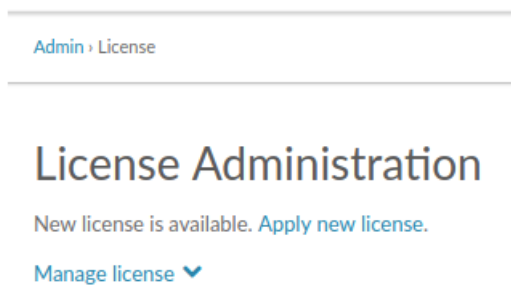 Admin › License
License Administration
New license is available. Apply new license.
Manage license